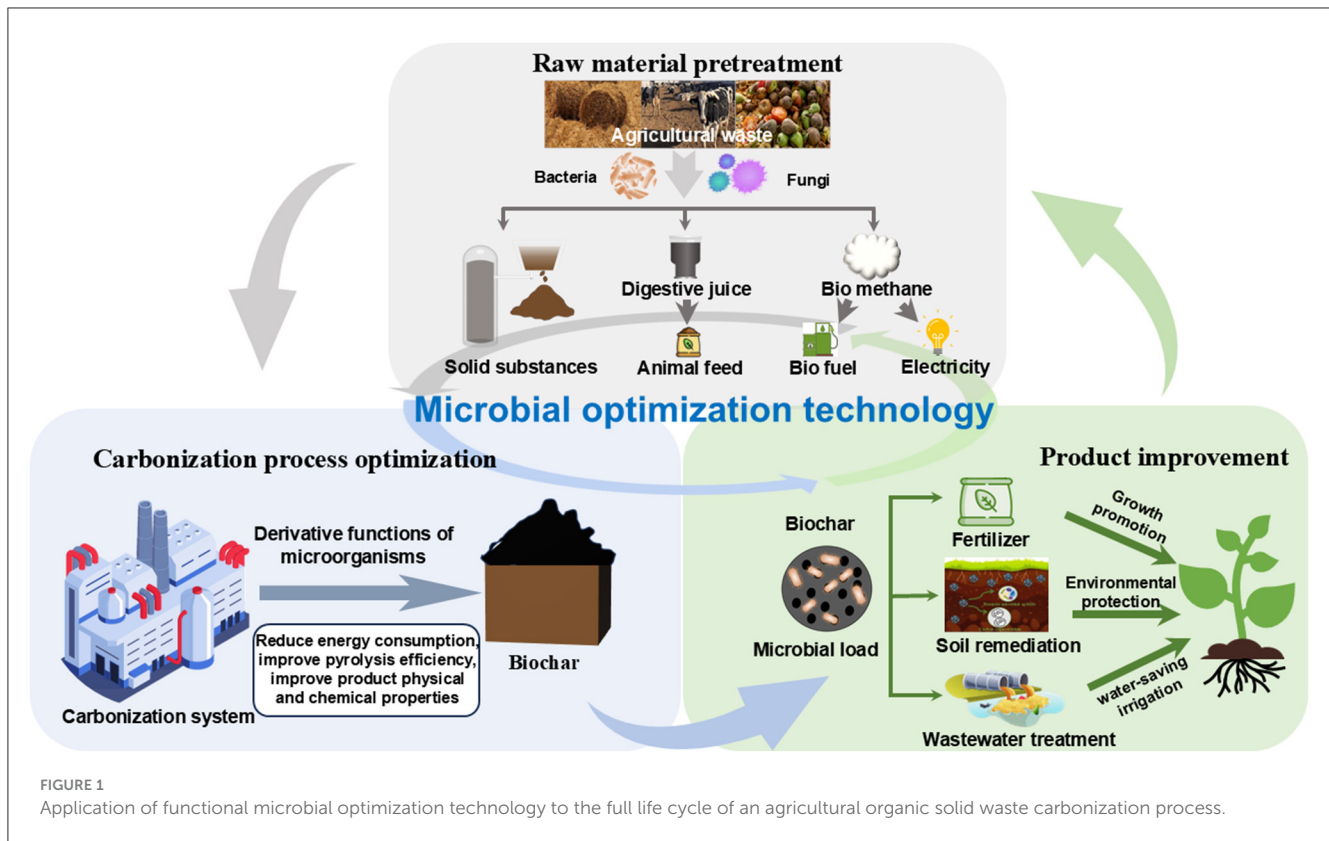 Raw material pretreatment
Agricultural waste
Bacteria
Fungi
Digestive juice
Bio methane
Solid substances
Animal feed
Bio fuel
Electricity
Microbial optimization technology
Carbonization process optimization
Derivative functions of
microorganisms
Reduce energy consumption,
improve pyrolysis efficiency,
improve product physical
and chemical properties
Carbonization system
Biochar
Product improvement
Biochar
Microbial load
Fertilizer
Soil remediation
Wastewater treatment
Growth
promotion
Environmental
protection
water-saving
irrigation
FIGURE 1
Application of functional microbial optimization technology to the full life cycle of an agricultural organic solid waste carbonization process.